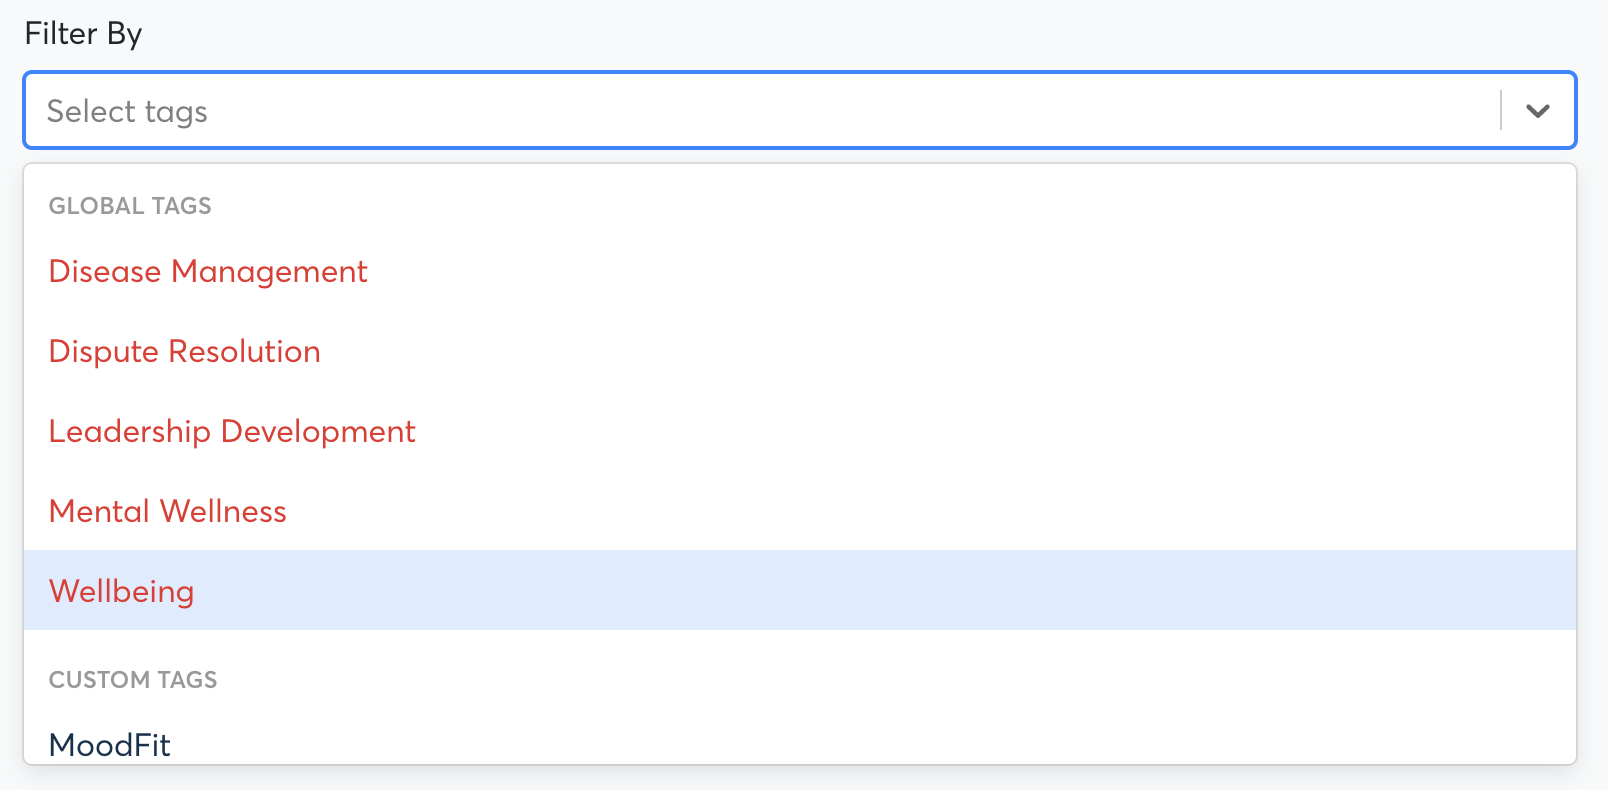 Filter By
Select tags
GLOBAL TAGS
Disease Management
Dispute Resolution
Leadership Development
Mental Wellness
Wellbeing
CUSTOM TAGS
MoodFit